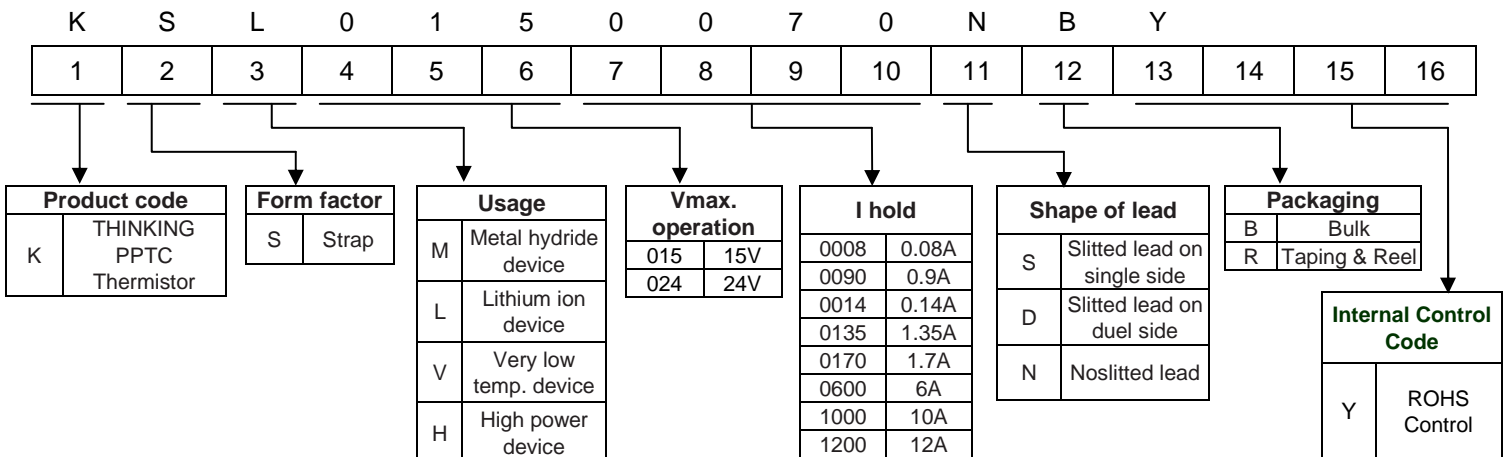 K S L 0 1 5 0 0 7 0 N B Y
1 2 3 4 5 6 7 8 9 10 11 12 13 14 15 16
Product code
K THINKING
PPTC
Thermistor
Form factor
S Strap
Usage
M Metal hydride
device
L Lithium ion
device
V Very low
temp. device
H High power
device
Vmax.
operation
015 15V
024 24V
I hold
0008 0.08A
0090 0.9A
0014 0.14A
0135 1.35A
0170 1.7A
0600 6A
1000 10A
1200 12A
Shape of lead
S Slitted lead on
single side
D Slitted lead on
duel side
N Noslitted lead
Packaging
B Bulk
R Taping & Reel
Internal Control
Code
Y ROHS
Control